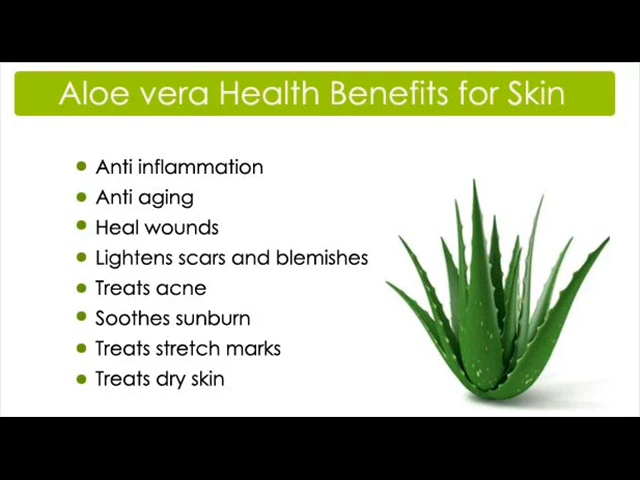 Aloe vera Health Benefits for Skin
Anti inflammation
Anti aging
Heal wounds
Lightens scars and blemishes
Treats acne
Soothes sunburn
Treats stretch marks
Treats dry skin